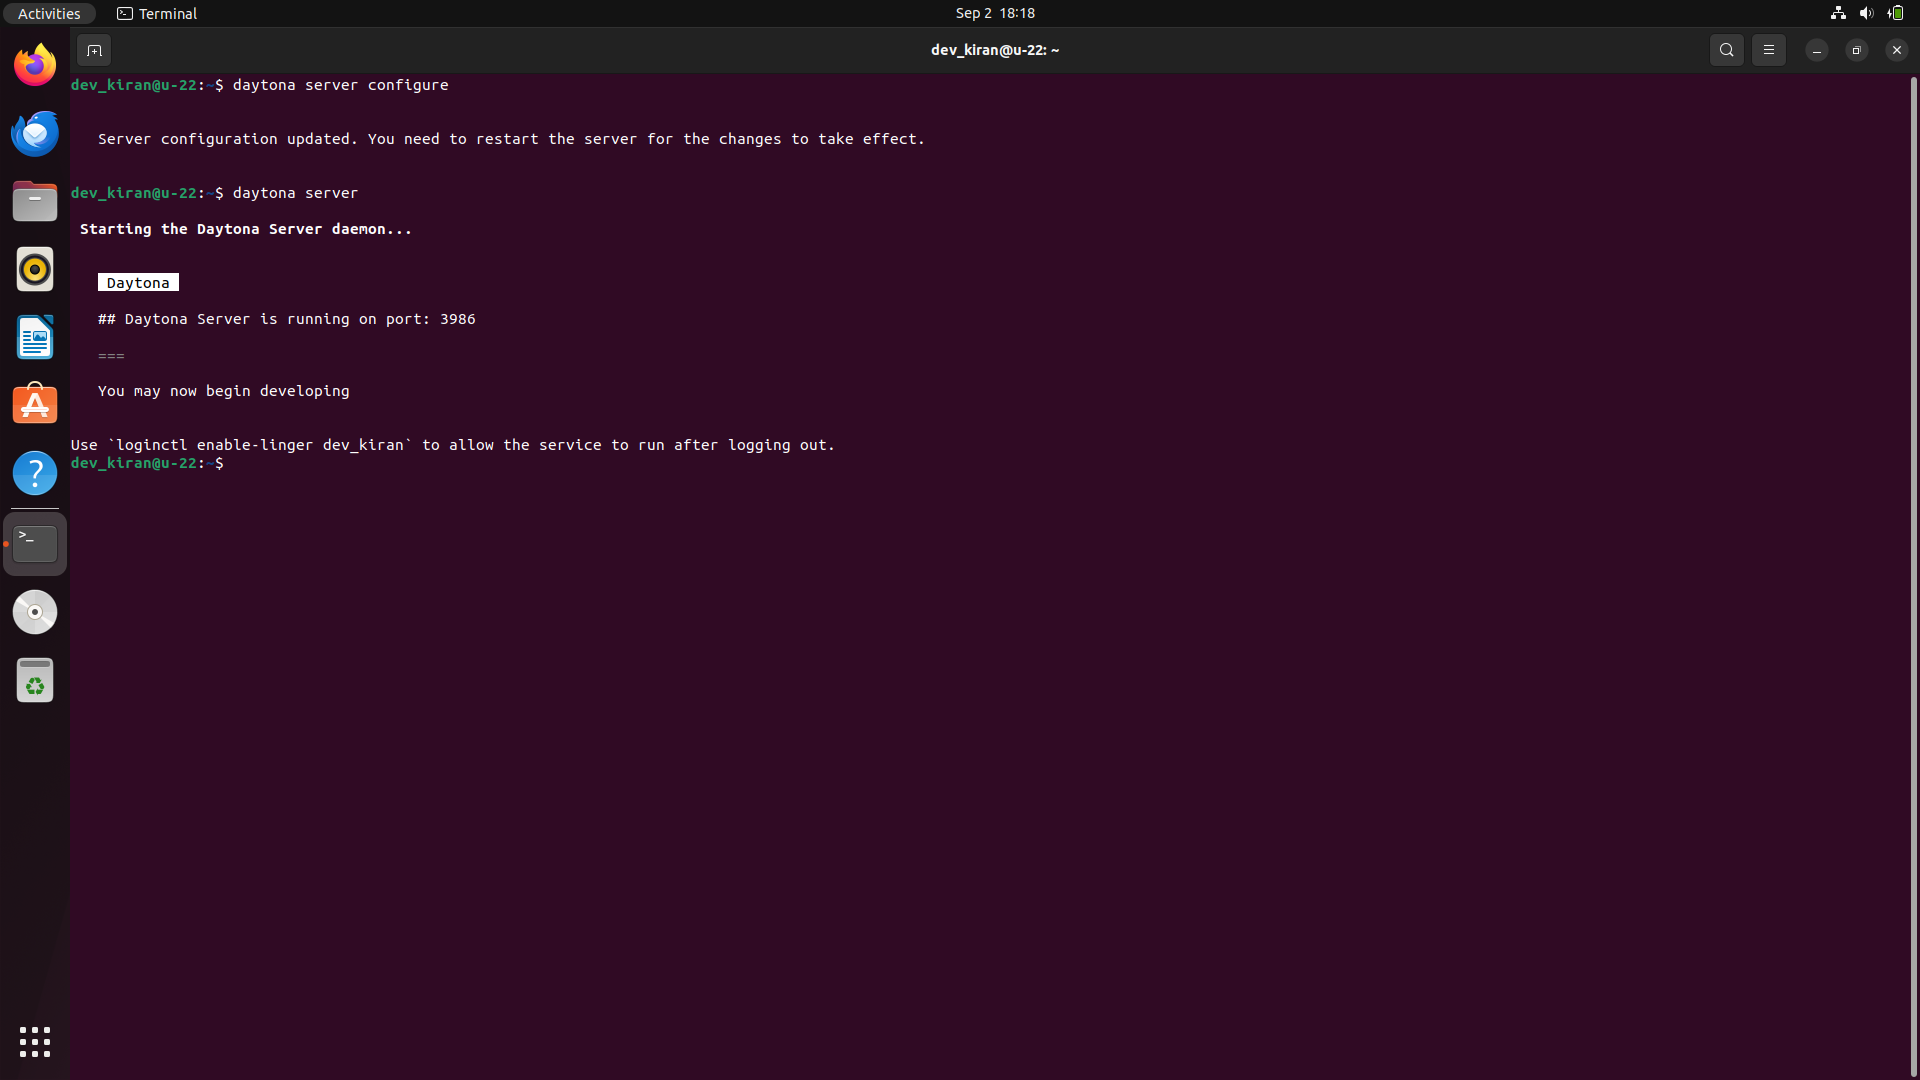 Activities
Terminal
Sep 2 18:18
dev_kiran@u-22: ~
dev_kiran@u-22:~$ daytona server configure
Server configuration updated. You need to restart the server for the changes to take effect.
dev_kiran@u-22:~$ daytona server
Starting the Daytona Server daemon...
Daytona
## Daytona Server is running on port: 3986
===
You may now begin developing
Use `loginctl enable-linger dev_kiran` to allow the service to run after logging out.
dev_kiran@u-22:~$